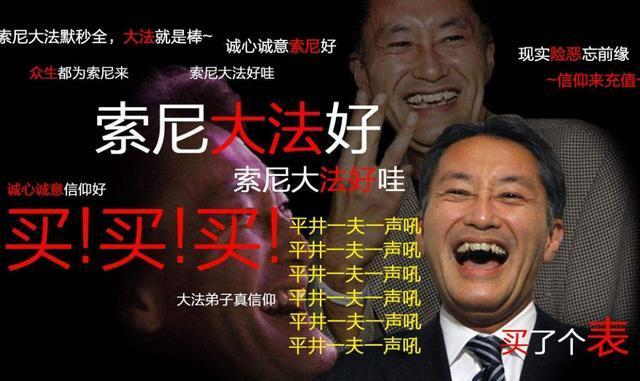 索尼大法默秒全，大法就是棒~
诚心诚意索尼好
现实险恶忘前缘
众生都为索尼来
索尼大法好哇
~信仰来充值~
索尼大法好
索尼大法好哇
诚心诚意信仰好
买!买!买!
平井一夫一声吼
平井一夫一声吼
平井一夫一声吼
平井一夫一声吼
平井一夫一声吼
平井一夫一声吼
大法弟子真信仰
买了个表